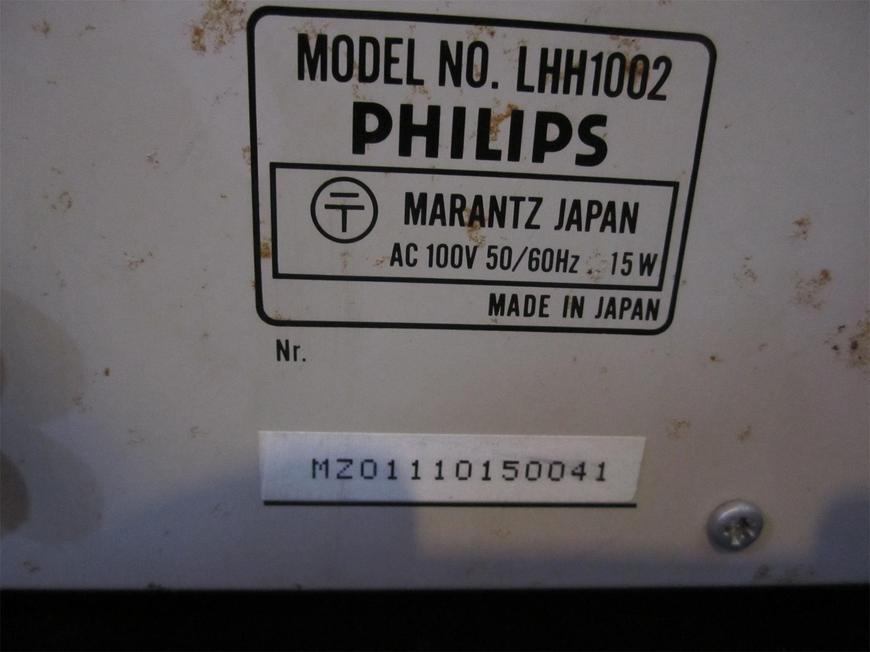 MODEL NO. LHH1002
PHILIPS
MARANTZ JAPAN
AC 100V 50/60Hz 15W
MADE IN JAPAN
Nr.
MZ01110150041